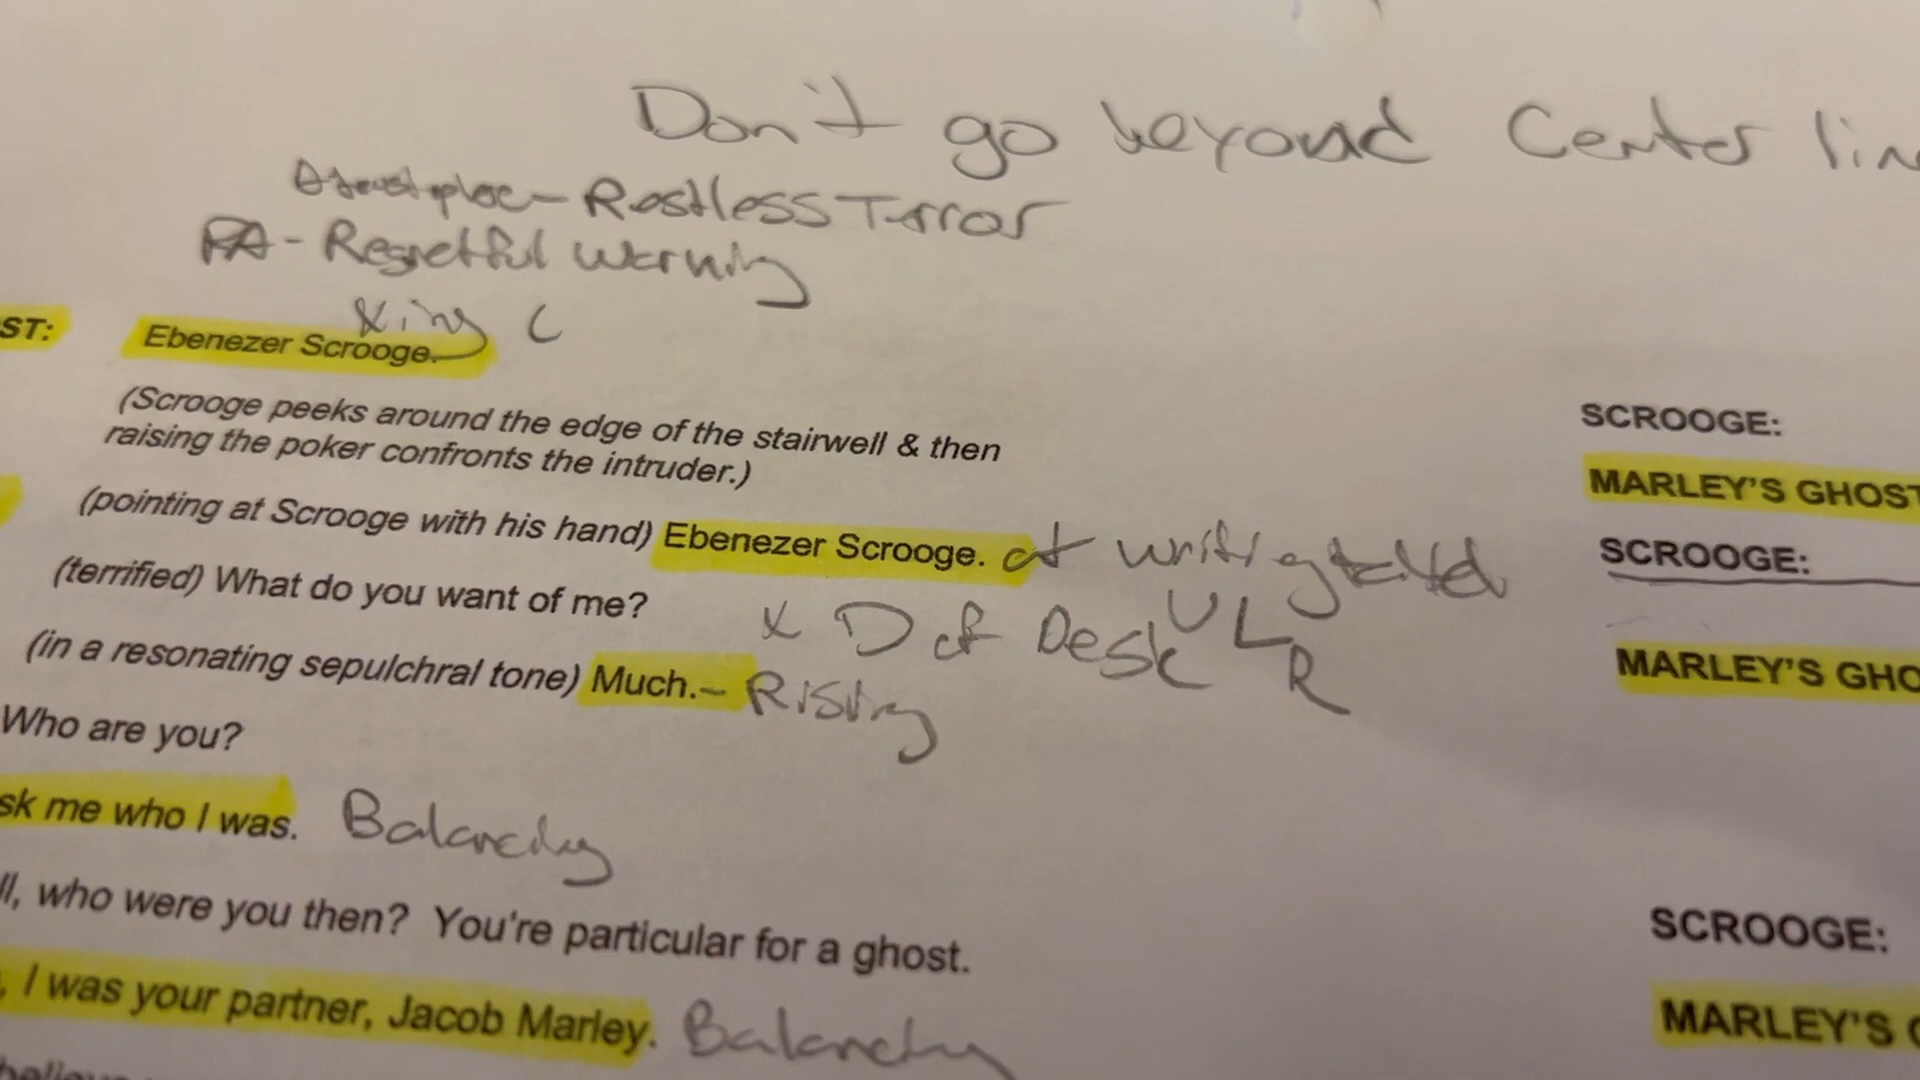 Don't go beyond Center lin
Restless Terror
PA - Regretful Warning
Xing C
ST: Ebenezer Scrooge.
(Scrooge peeks around the edge of the stairwell & then
raising the poker confronts the intruder.)
(pointing at Scrooge with his hand) Ebenezer Scrooge. at writing
(terrified) What do you want of me?
X D of Desk U L R
(in a resonating sepulchral tone) Much. – Rising
Who are you?
sk me who I was. Balancing
ll, who were you then? You're particular for a ghost.
, I was your partner, Jacob Marley. Balancing
SCROOGE:
MARLEY'S GHOST
SCROOGE:
MARLEY'S GHO
SCROOGE:
MARLEY'S G